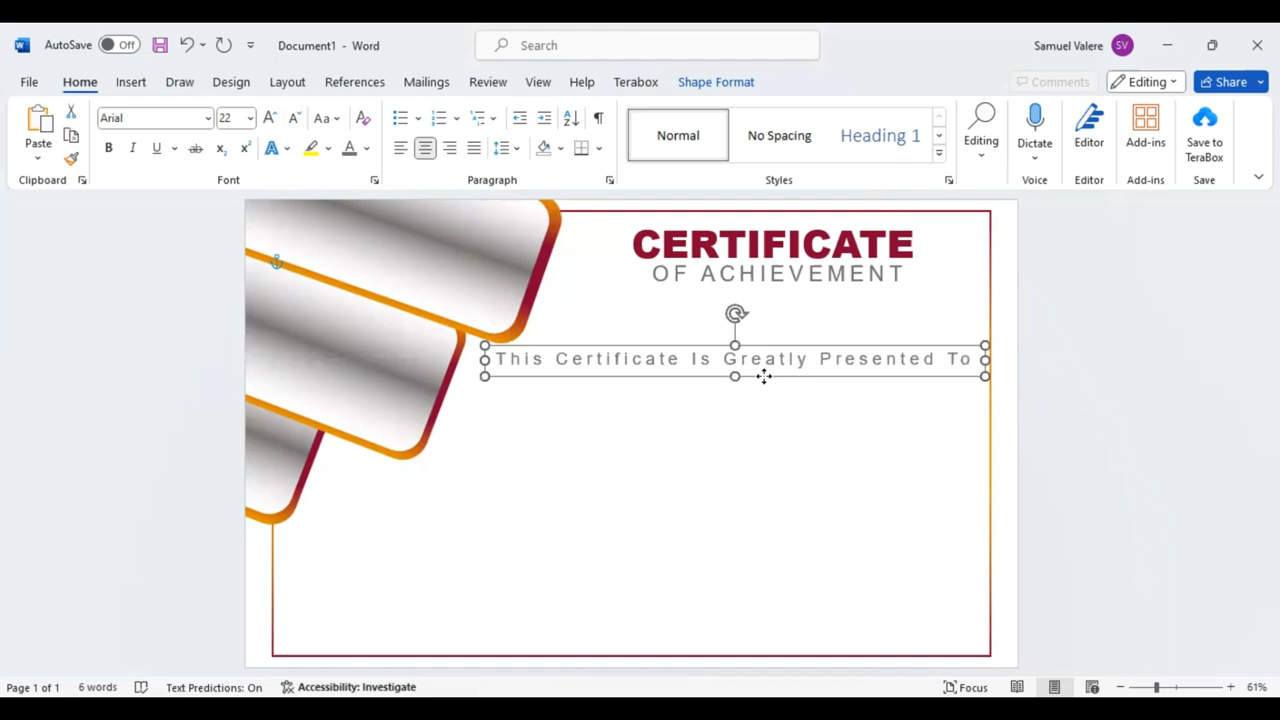 AutoSave Off Document1 - Word Search Samuel Valere SV
File Home Insert Draw Design Layout References Mailings Review View Help Terabox Shape Format Comments Editing Share
Paste Arial 22 Aa Normal No Spacing Heading 1 Editing Dictate Editor Add-ins Save to TeraBox
Clipboard Font Paragraph Styles Voice Editor Add-ins Save
CERTIFICATE
OF ACHIEVEMENT
This Certificate Is Greatly Presented To
Page 1 of 1 6 words Text Predictions: On Accessibility: Investigate Focus 61%